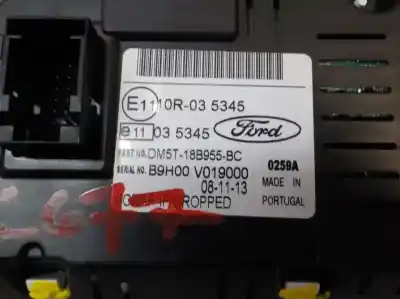 E11 10R-03 5345
e11 03 5345 Ford
PART NO. DM5T-18B955-BC
SERIAL NO. B9H00 V019000 0259A
08-11-13 MADE IN
PORTUGAL
DROPPED